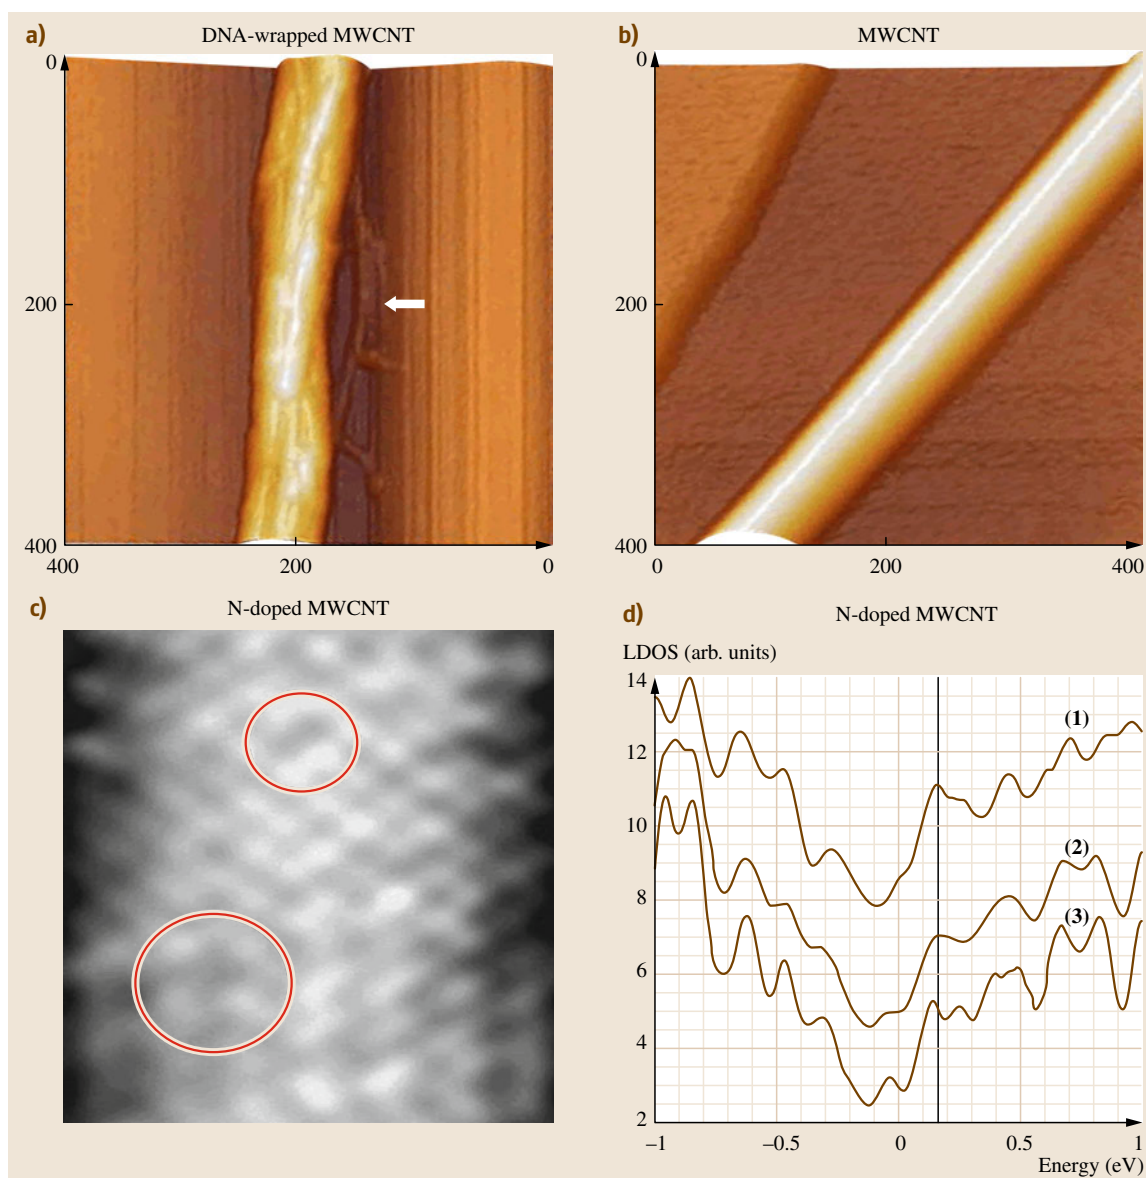 a)
DNA-wrapped MWCNT
0
200
400
400
200
0
b)
MWCNT
0
200
400
0
200
400
c)
N-doped MWCNT
d)
N-doped MWCNT
LDOS (arb. units)
14
12
10
8
6
4
2
(1)
(2)
(3)
–1
–0.5
0
0.5
1
Energy (eV)